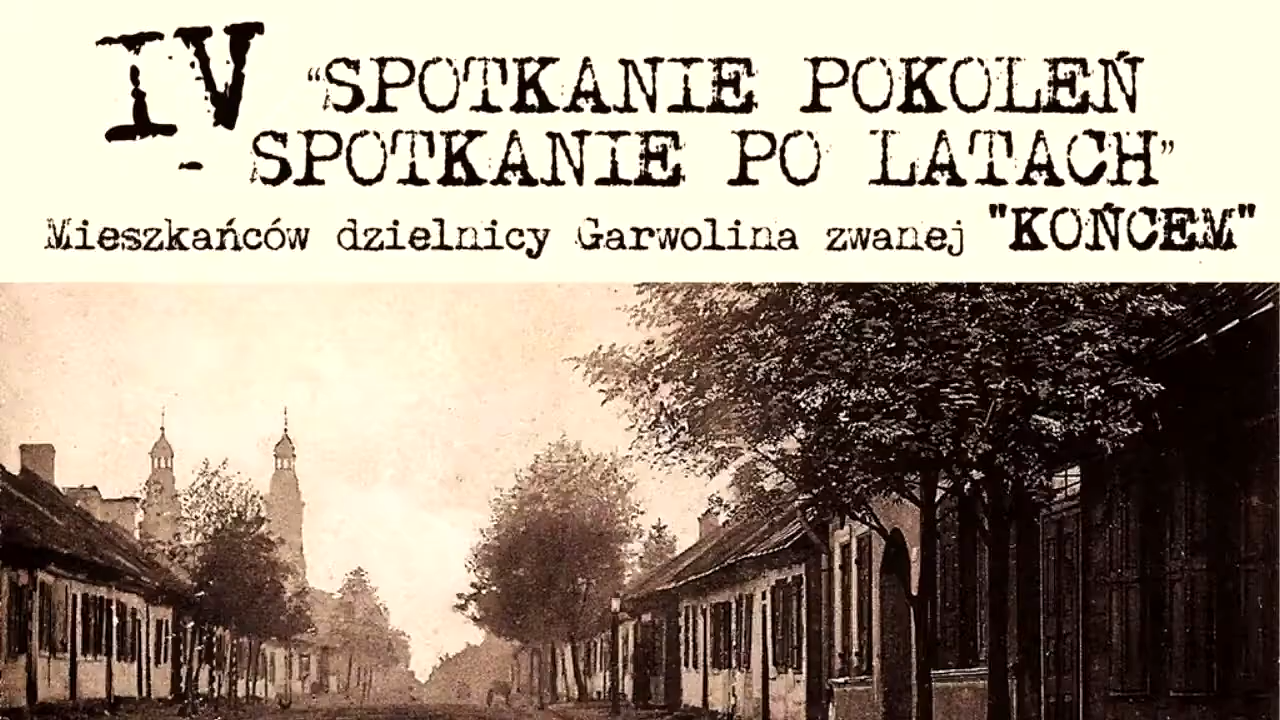 IV "SPOTKANIE POKOLEŃ
- SPOTKANIE PO LATACH"
Mieszkańców dzielnicy Garwolina zwanej "KOŃCEM"